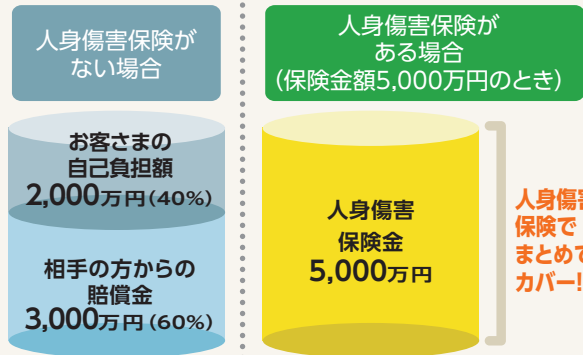 人身傷害保険が
ない場合
お客さまの
自己負担額
2,000万円(40%)
相手の方からの
賠償金
3,000万円(60%)
人身傷害保険が
ある場合
(保険金額5,000万円のとき)
人身傷害
保険金
5,000万円
人身傷害
保険で
まとめて
カバー!